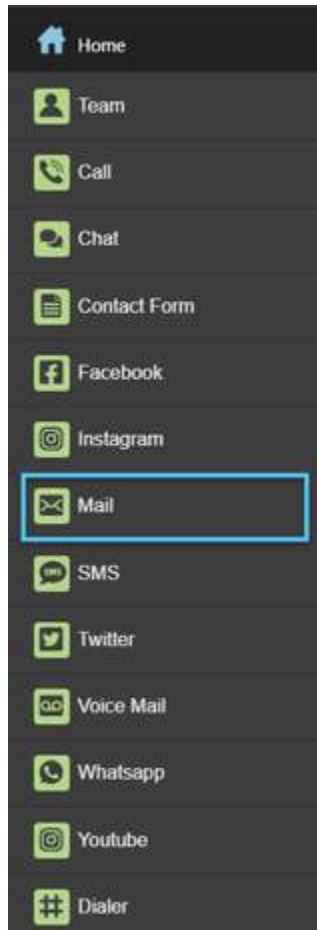 Home
Team
Call
Chat
Contact Form
Facebook
Instagram
Mail
SMS
Twitter
Voice Mail
Whatsapp
Youtube
Dialer